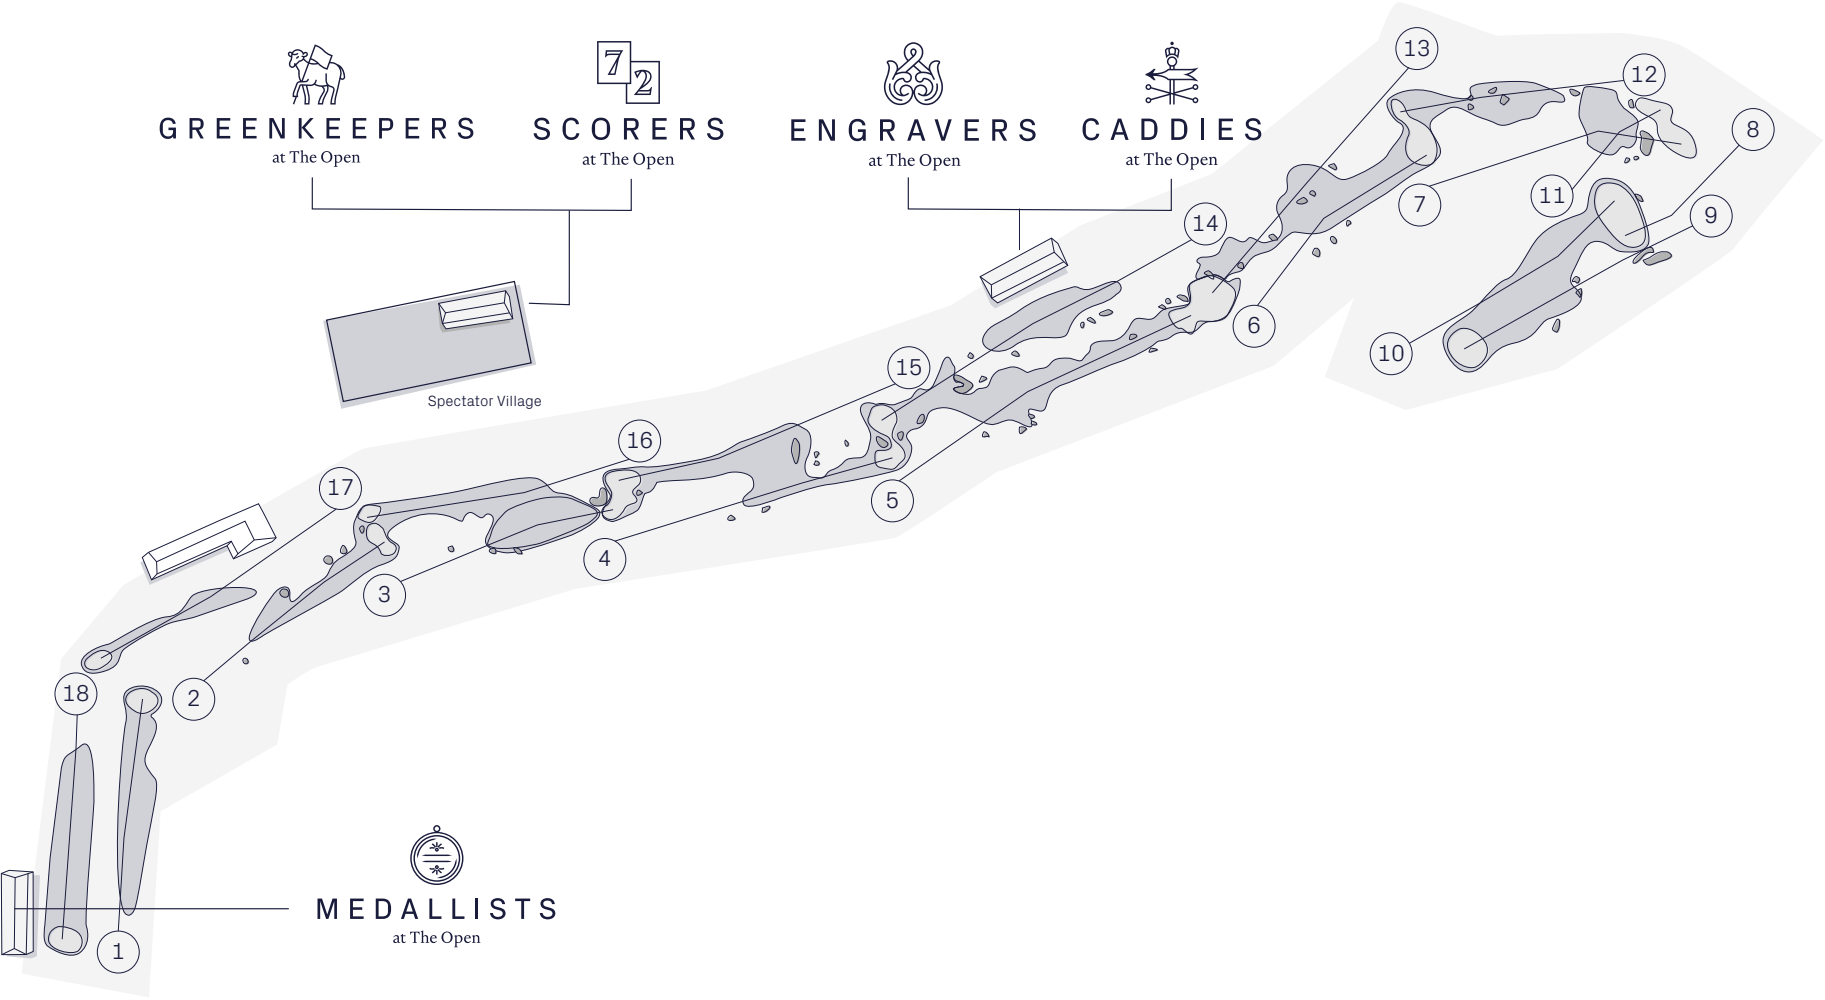 GREENKEEPERS
at The Open
7
2
SCORERS
at The Open
ENGRAVERS
at The Open
CADDIES
at The Open
13
12
8
7
11
9
14
6
10
Spectator Village
15
16
17
5
4
3
2
18
1
MEDALLISTS
at The Open